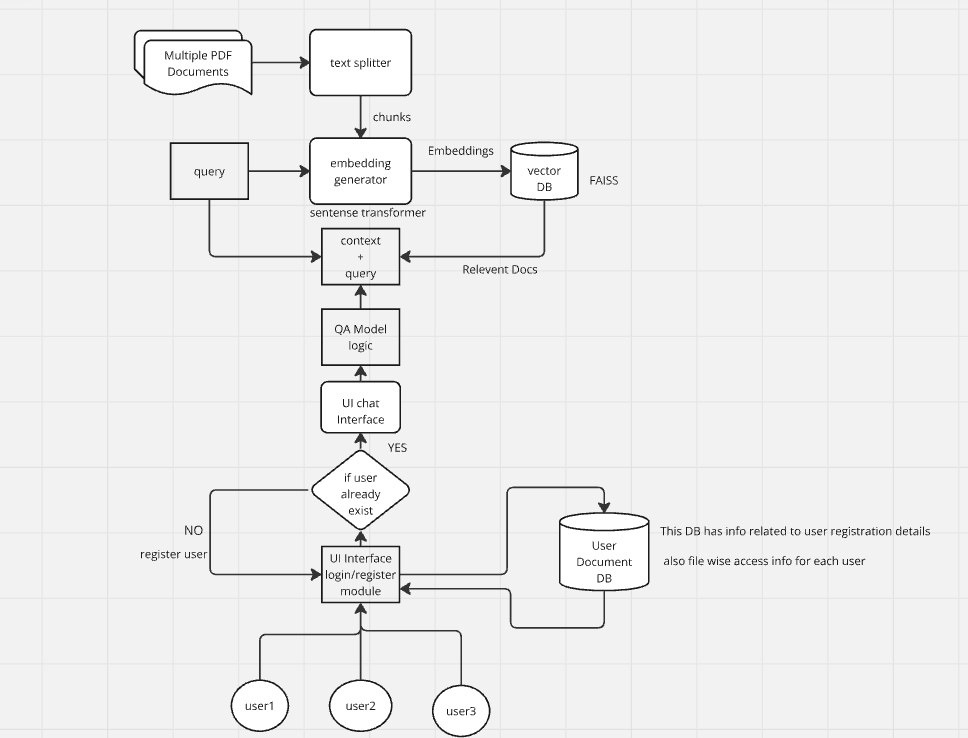 Multiple PDF
Documents
text splitter
chunks
query
embedding
generator
Embeddings
vector
DB
FAISS
sentense transformer
context
+
query
Relevent Docs
QA Model
logic
UI chat
Interface
YES
if user
already
exist
NO
register user
UI Interface
login/register
module
User
Document
DB
This DB has info related to user registration details
also file wise access info for each user
user1
user2
user3